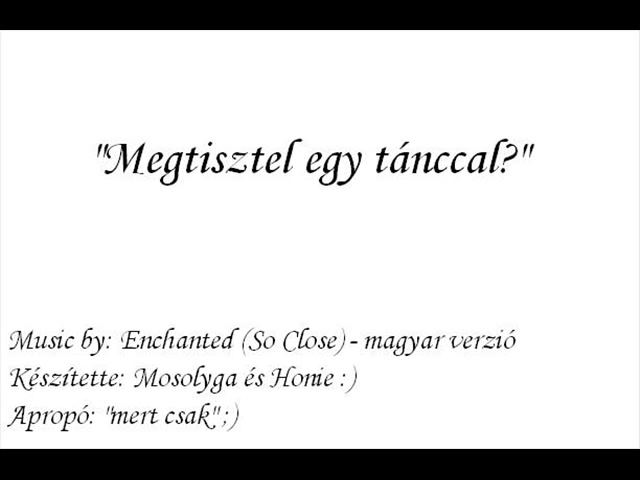 "Megtisztel egy tánccal?"
Music by: Enchanted (So Close) - magyar verzió
Készítette: Mosolyga és Honie :)
Apropó: "mert csak" ;)